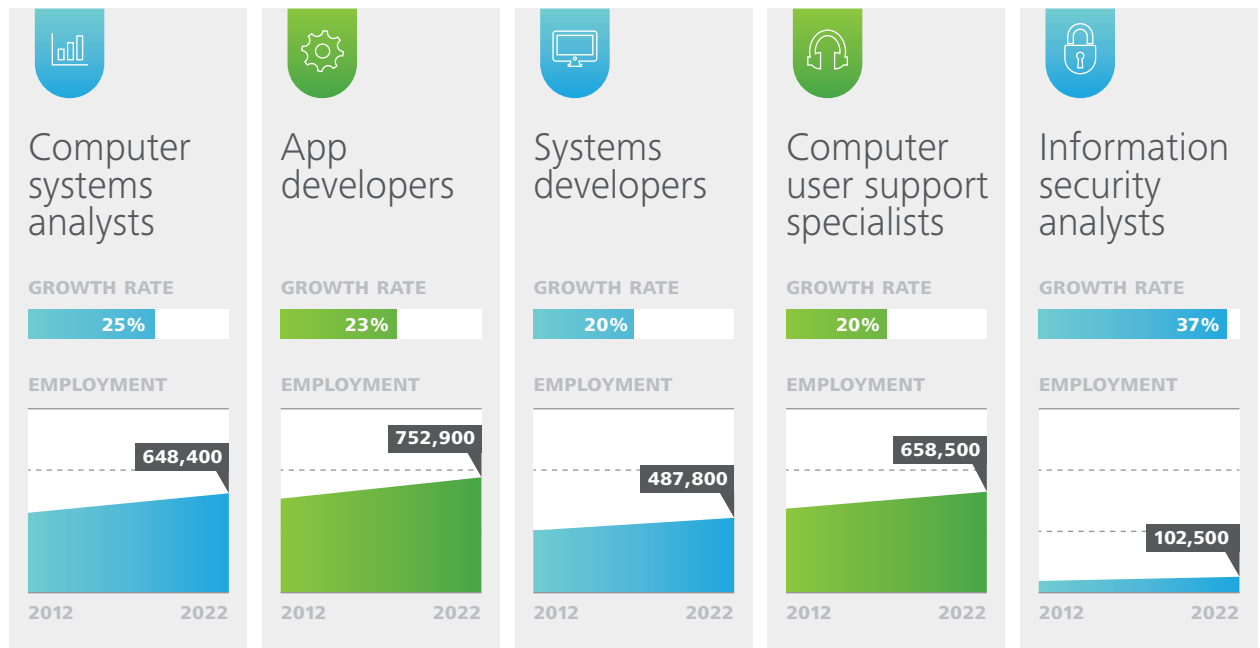 Computer
systems
analysts
GROWTH RATE
25%
EMPLOYMENT
648,400
2012 2022
App
developers
GROWTH RATE
23%
EMPLOYMENT
752,900
2012 2022
Systems
developers
GROWTH RATE
20%
EMPLOYMENT
487,800
2012 2022
Computer
user support
specialists
GROWTH RATE
20%
EMPLOYMENT
658,500
2012 2022
Information
security
analysts
GROWTH RATE
37%
EMPLOYMENT
102,500
2012 2022